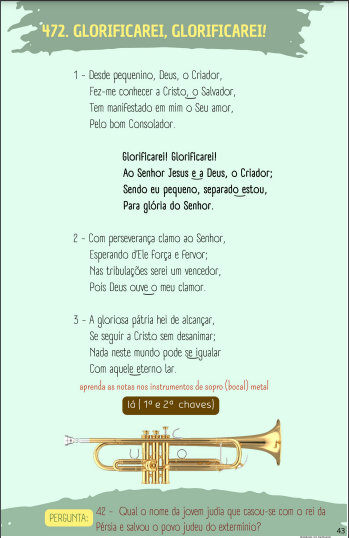 472. GLORIFICAREI, GLORIFICAREI!
1 - Desde pequenino, Deus, o Criador,
Fez-me conhecer a Cristo, o Salvador,
Tem manifestado em mim o Seu amor,
Pelo bom Consolador.
Glorificarei! Glorificarei!
Ao Senhor Jesus e a Deus, o Criador;
Sendo eu pequeno, separado estou,
Para glória do Senhor.
2 - Com perseverança clamo ao Senhor,
Esperando d'Ele força e fervor;
Nas tribulações serei um vencedor,
Pois Deus ouve o meu clamor.
3 - A gloriosa pátria hei de alcançar,
Se seguir a Cristo sem desanimar;
Nada neste mundo pode se igualar
Com aquele eterno lar.
aprenda as notas nos instrumentos de sopro (bocal) metal
lá ( 1ª e 2ª chaves)
PERGUNTA:
42 - Qual o nome da jovem judia que casou-se com o rei da
Pérsia e salvou o povo judeu do extermínio?
43